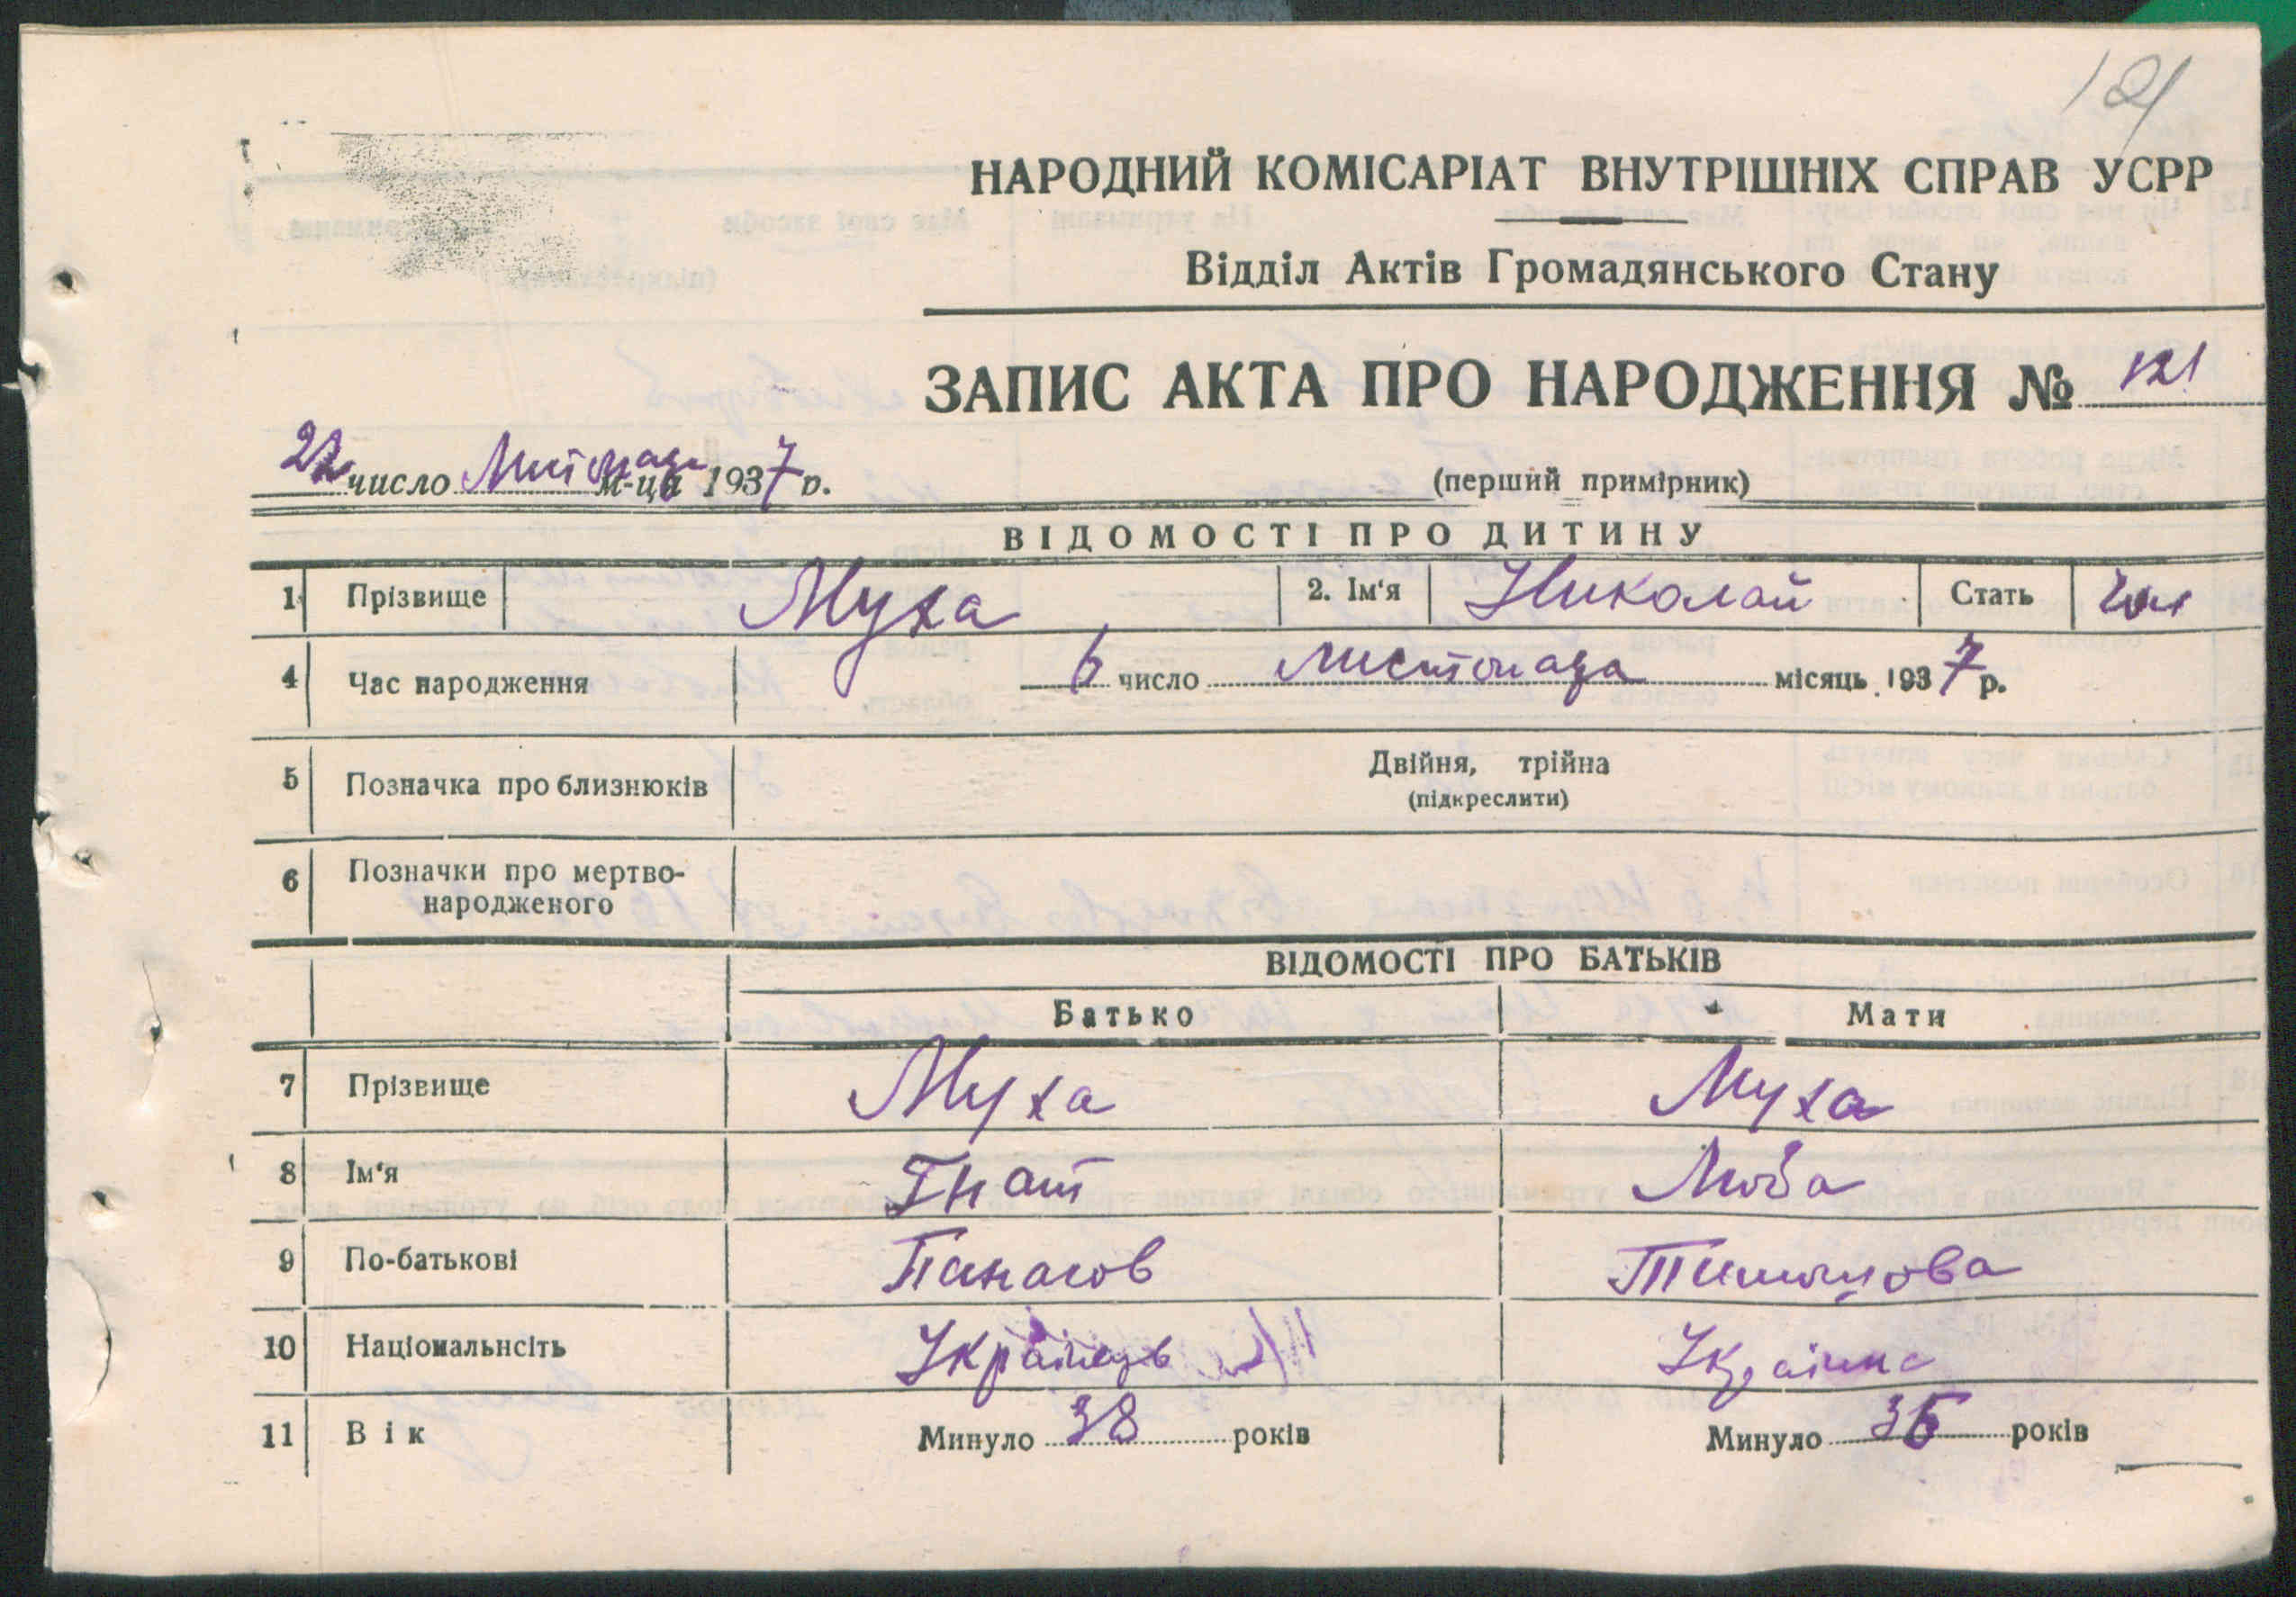 121
НАРОДНИЙ КОМІСАРІАТ ВНУТРІШНІХ СПРАВ УСРР
Відділ Актів Громадянського Стану
ЗАПИС АКТА ПРО НАРОДЖЕННЯ № 121
22 число Листопада м-ця 1937 р.
(перший примірник)
ВІДОМОСТІ ПРО ДИТИНУ
1 Прізвище Муха 2. Ім'я Николай Стать чол
4 Час народження 6 число листопада місяць 1937 р.
5 Позначка про близнюків Двійня, трійна
(підкреслити)
6 Позначки про мертво-
народженого
ВІДОМОСТІ ПРО БАТЬКІВ
Батько Мати
7 Прізвище Муха Муха
8 Ім'я Гнат Люба
9 По-батькові Панасов
10 Національнсіть Українець Українка
11 Вік Минуло 38 років Минуло 36 років